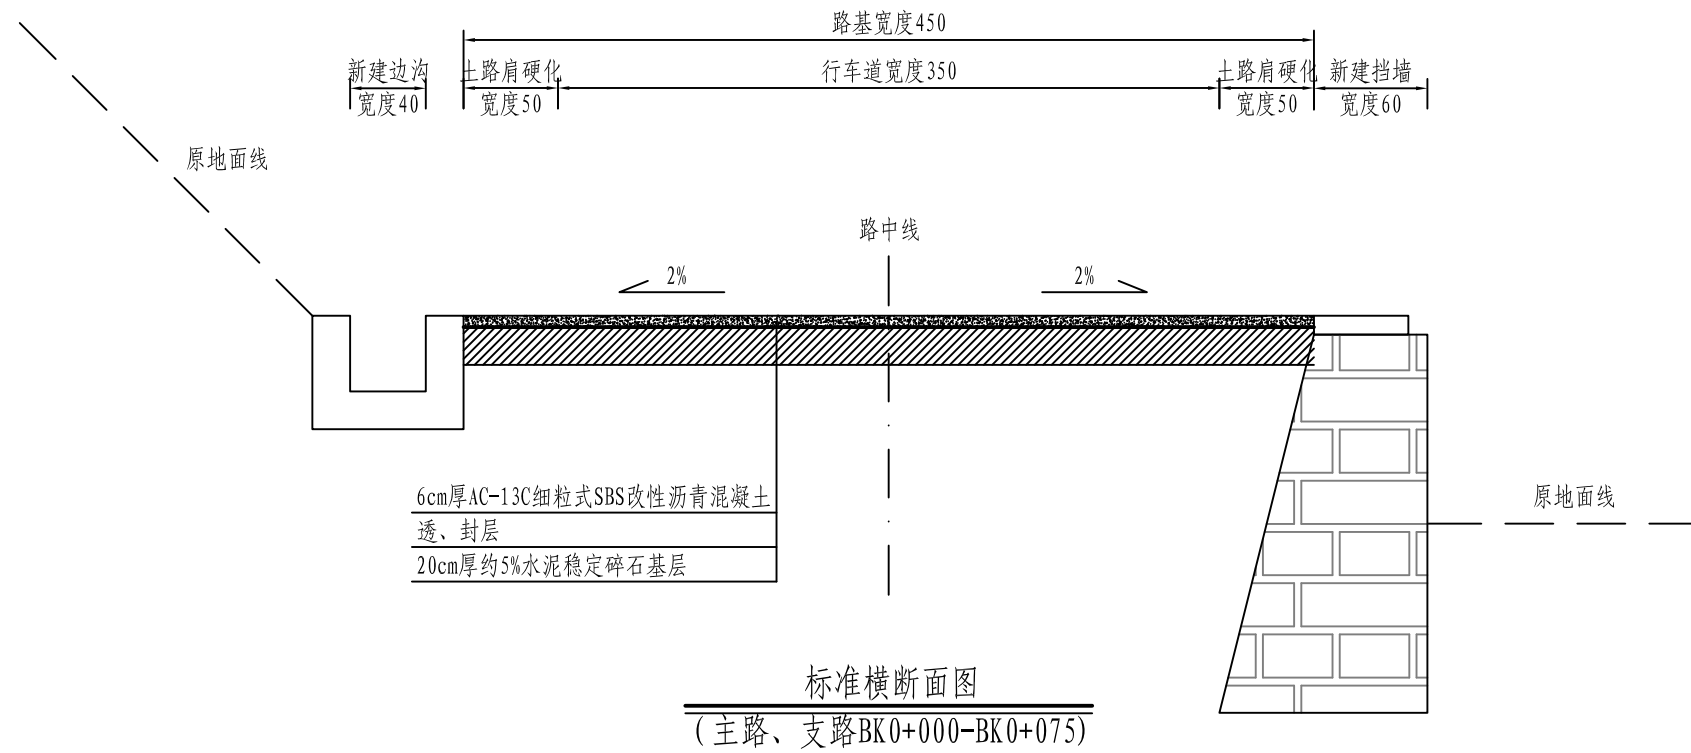 路基宽度450
新建边沟
宽度40
土路肩硬化
宽度50
行车道宽度350
土路肩硬化
宽度50
新建挡墙
宽度60
原地面线
路中线
2%
2%
6cm厚AC-13C细粒式SBS改性沥青混凝土
透、封层
20cm厚约5%水泥稳定碎石基层
原地面线
标准横断面图
(主路、支路BK0+000-BK0+075)